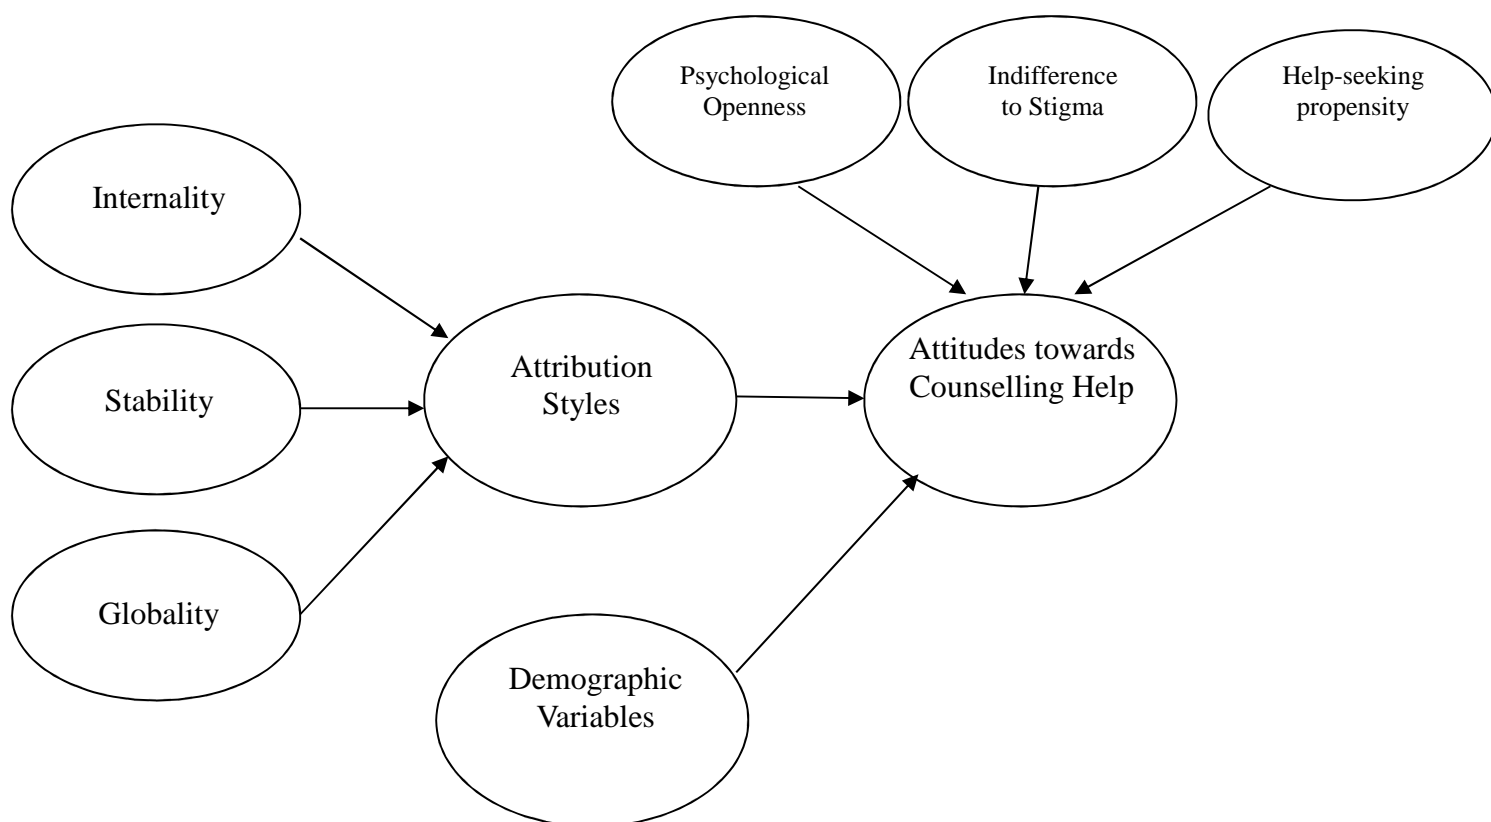 Psychological
Openness
Indifference
to Stigma
Help-seeking
propensity
Internality
Stability
Globality
Attribution
Styles
Attitudes towards
Counselling Help
Demographic
Variables